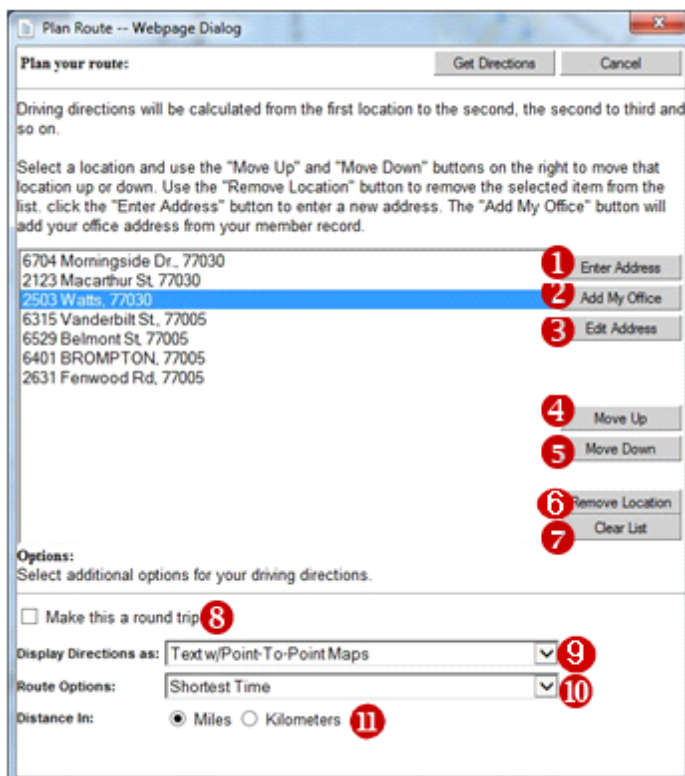 Plan Route -- Webpage Dialog
Plan your route: Get Directions Cancel
Driving directions will be calculated from the first location to the second, the second to third and
so on.
Select a location and use the "Move Up" and "Move Down" buttons on the right to move that
location up or down. Use the "Remove Location" button to remove the selected item from the
list. click the "Enter Address" button to enter a new address. The "Add My Office" button will
add your office address from your member record.
6704 Morningside Dr., 77030
2123 Macarthur St, 77030
2503 Watts, 77030
6315 Vanderbilt St., 77005
6529 Belmont St, 77005
6401 BROMPTON, 77005
2631 Fenwood Rd, 77005
1 Enter Address
2 Add My Office
3 Edit Address
4 Move Up
5 Move Down
6 Remove Location
7 Clear List
Options:
Select additional options for your driving directions.
Make this a round trip 8
Display Directions as: Text w/Point-To-Point Maps 9
Route Options: Shortest Time 10
Distance In: Miles Kilometers 11